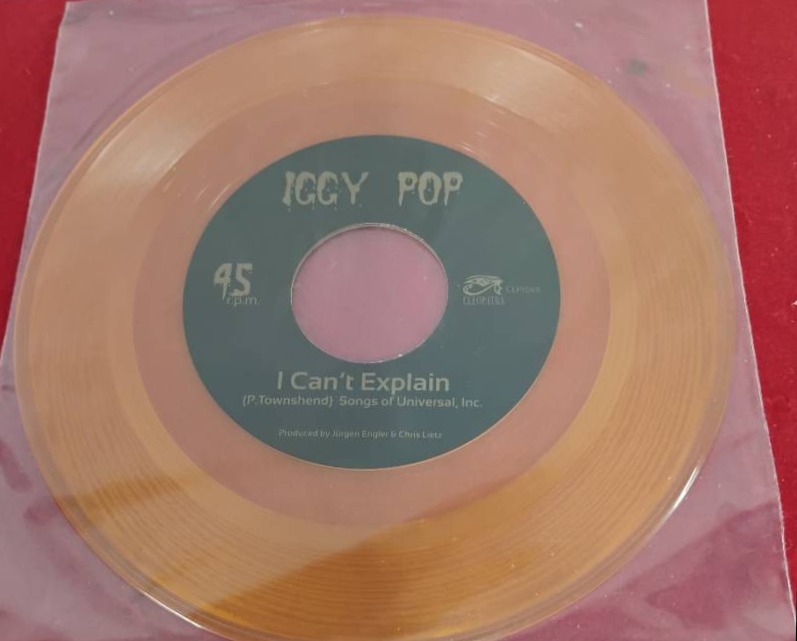 IGGY POP
45
r.p.m.
CLEOPATRA
I Can't Explain
(P.Townshend) Songs of Universal, Inc.
Produced by Jürgen Engler & Chris Lietz